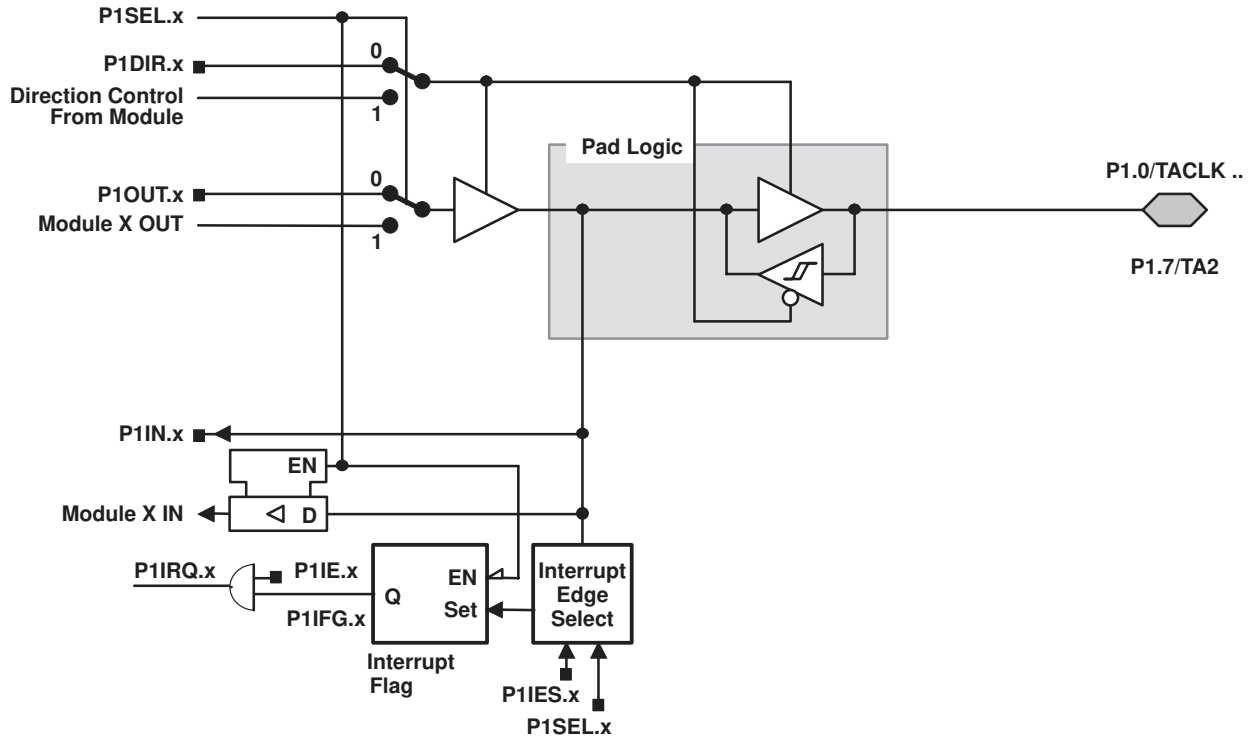 P1SEL.x
0
P1DIR.x
Direction Control
From Module
1
Pad Logic
P1.0/TACLK ..
0
P1OUT.x
Module X OUT
1
P1.7/TA2
P1IN.x
EN
Module X IN
D
P1IRQ.x
P1IE.x
P1IFG.x
Q
EN
Set
Interrupt
Edge
Select
Interrupt
Flag
P1IES.x
P1SEL.x